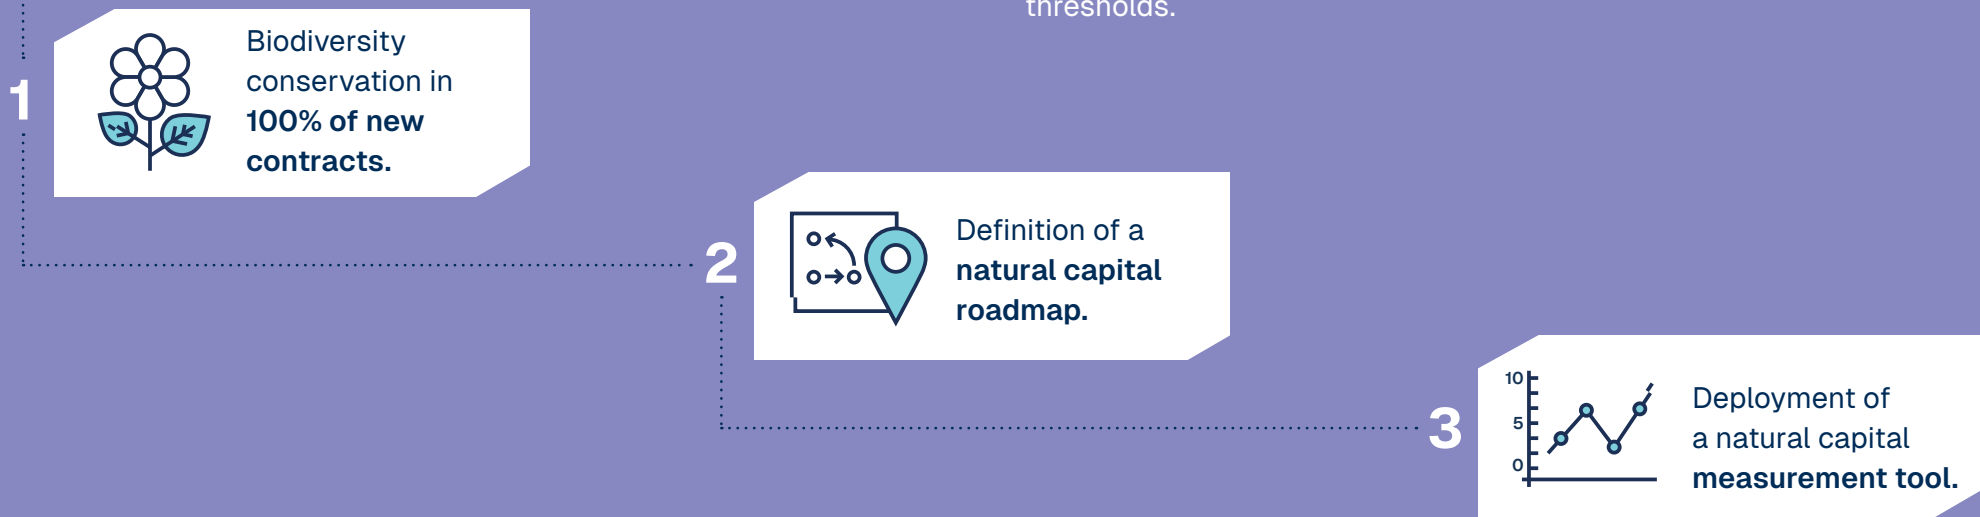 thresholds.
1
Biodiversity
conservation in
100% of new
contracts.
2
Definition of a
natural capital
roadmap.
3
10
5
0
Deployment of
a natural capital
measurement tool.